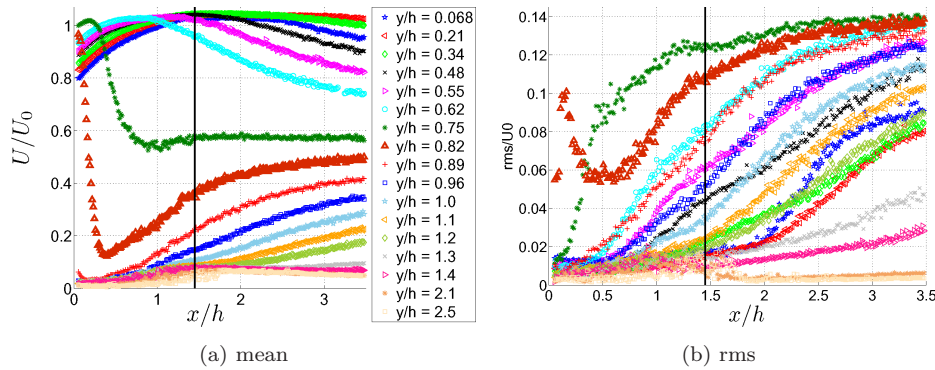 U/U0
1
0.8
0.6
0.4
0.2
0
0 1 2 3
x/h
y/h = 0.068
y/h = 0.21
y/h = 0.34
y/h = 0.48
y/h = 0.55
y/h = 0.62
y/h = 0.75
y/h = 0.82
y/h = 0.89
y/h = 0.96
y/h = 1.0
y/h = 1.1
y/h = 1.2
y/h = 1.3
y/h = 1.4
y/h = 2.1
y/h = 2.5
rms/U0
0.14
0.12
0.1
0.08
0.06
0.04
0.02
0
0 0.5 1 1.5 2 2.5 3 3.5
x/h
(a) mean
(b) rms